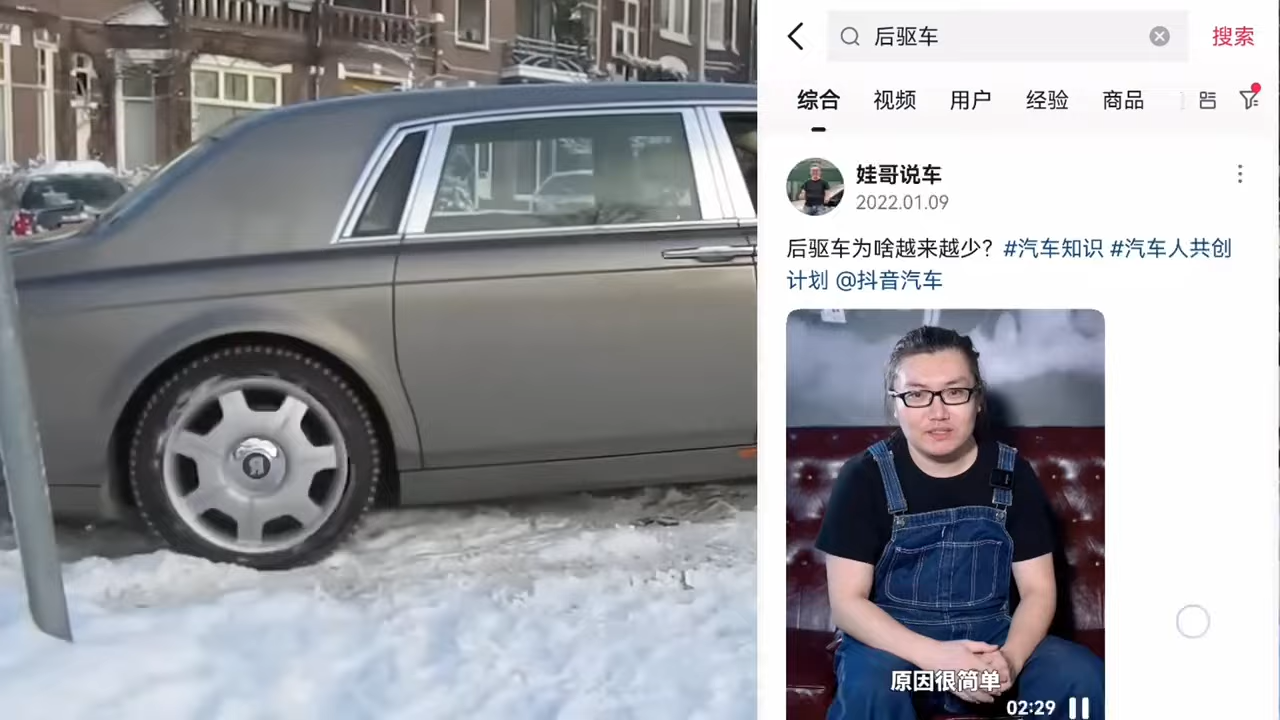 后驱车
搜索
综合 视频 用户 经验 商品
娃哥说车
2022.01.09
后驱车为啥越来越少？#汽车知识 #汽车人共创
计划 @抖音汽车
原因很简单
02:29